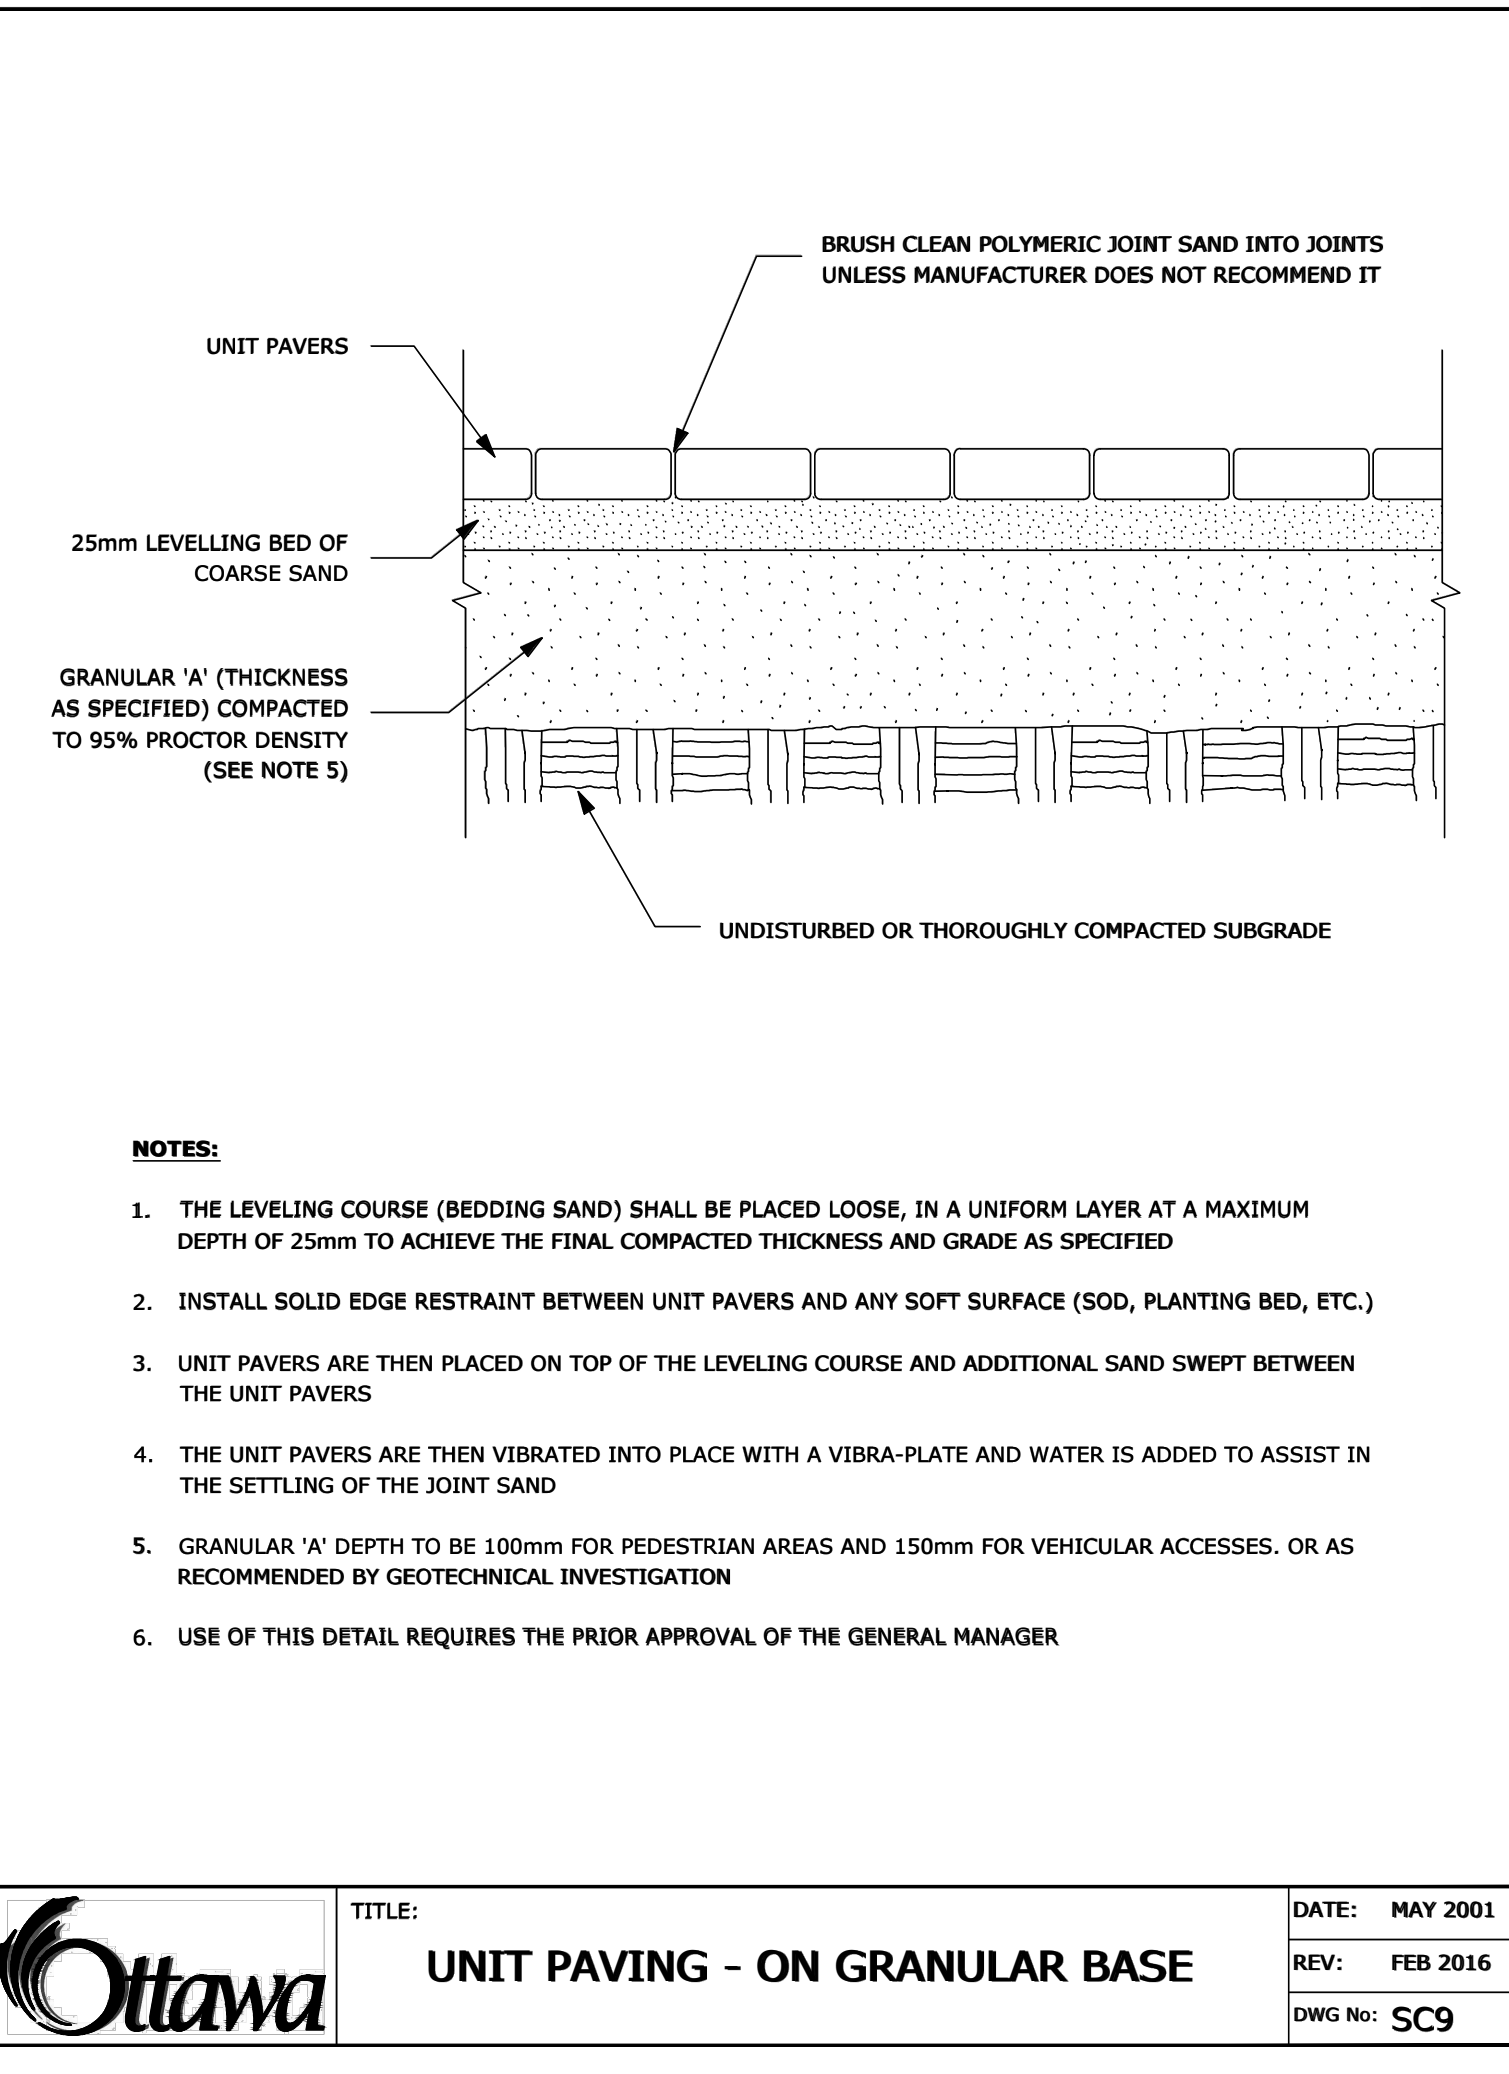 BRUSH CLEAN POLYMERIC JOINT SAND INTO JOINTS
UNLESS MANUFACTURER DOES NOT RECOMMEND IT
UNIT PAVERS
25mm LEVELLING BED OF
COARSE SAND
GRANULAR 'A' (THICKNESS
AS SPECIFIED) COMPACTED
TO 95% PROCTOR DENSITY
(SEE NOTE 5)
UNDISTURBED OR THOROUGHLY COMPACTED SUBGRADE
NOTES:
1. THE LEVELING COURSE (BEDDING SAND) SHALL BE PLACED LOOSE, IN A UNIFORM LAYER AT A MAXIMUM
DEPTH OF 25mm TO ACHIEVE THE FINAL COMPACTED THICKNESS AND GRADE AS SPECIFIED
2. INSTALL SOLID EDGE RESTRAINT BETWEEN UNIT PAVERS AND ANY SOFT SURFACE (SOD, PLANTING BED, ETC.)
3. UNIT PAVERS ARE THEN PLACED ON TOP OF THE LEVELING COURSE AND ADDITIONAL SAND SWEPT BETWEEN
THE UNIT PAVERS
4. THE UNIT PAVERS ARE THEN VIBRATED INTO PLACE WITH A VIBRA-PLATE AND WATER IS ADDED TO ASSIST IN
THE SETTLING OF THE JOINT SAND
5. GRANULAR 'A' DEPTH TO BE 100mm FOR PEDESTRIAN AREAS AND 150mm FOR VEHICULAR ACCESSES. OR AS
RECOMMENDED BY GEOTECHNICAL INVESTIGATION
6. USE OF THIS DETAIL REQUIRES THE PRIOR APPROVAL OF THE GENERAL MANAGER
Ottawa
TITLE:
UNIT PAVING - ON GRANULAR BASE
DATE: MAY 2001
REV: FEB 2016
DWG No: SC9